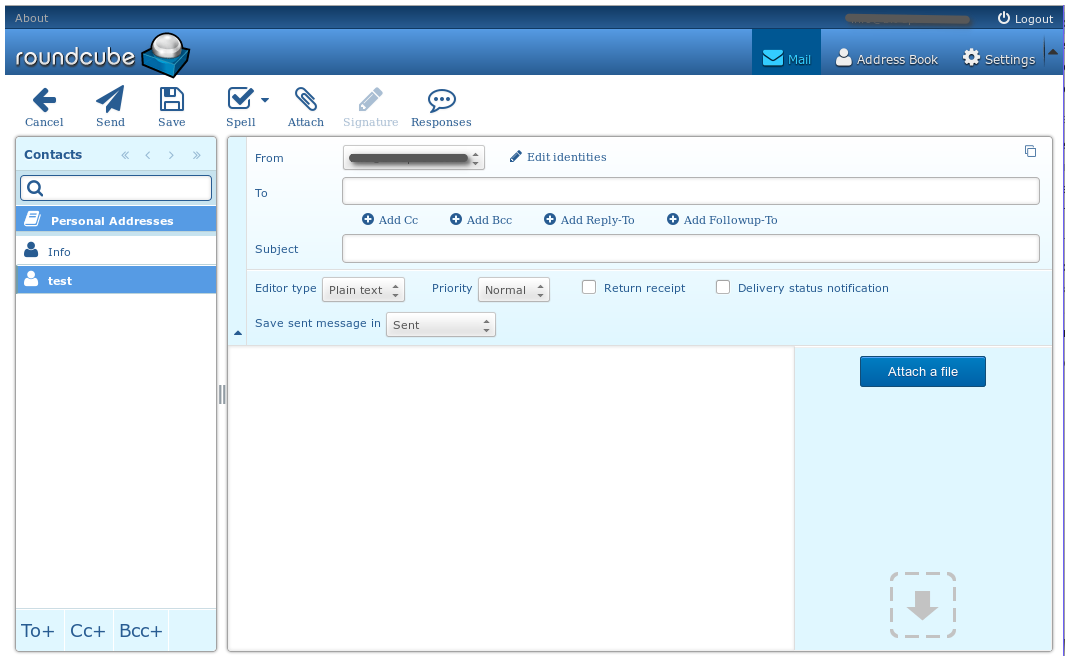 About
Logout
roundcube
Mail Address Book Settings
Cancel Send Save Spell Attach Signature Responses
Contacts
Personal Addresses
Info
test
To+ Cc+ Bcc+
From Edit identities
To
Add Cc Add Bcc Add Reply-To Add Followup-To
Subject
Editor type Plain text Priority Normal Return receipt Delivery status notification
Save sent message in Sent
Attach a file